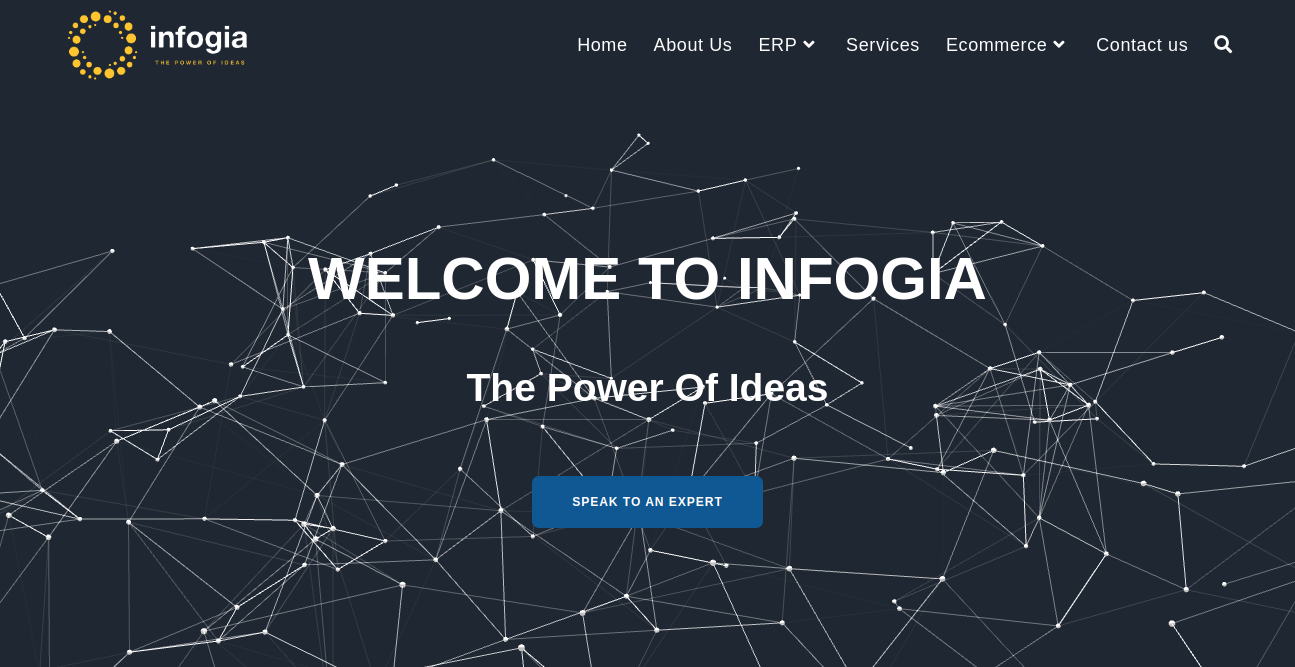 infogia
THE POWER OF IDEAS
Home About Us ERP Services Ecommerce Contact us
WELCOME TO INFOGIA
The Power Of Ideas
SPEAK TO AN EXPERT